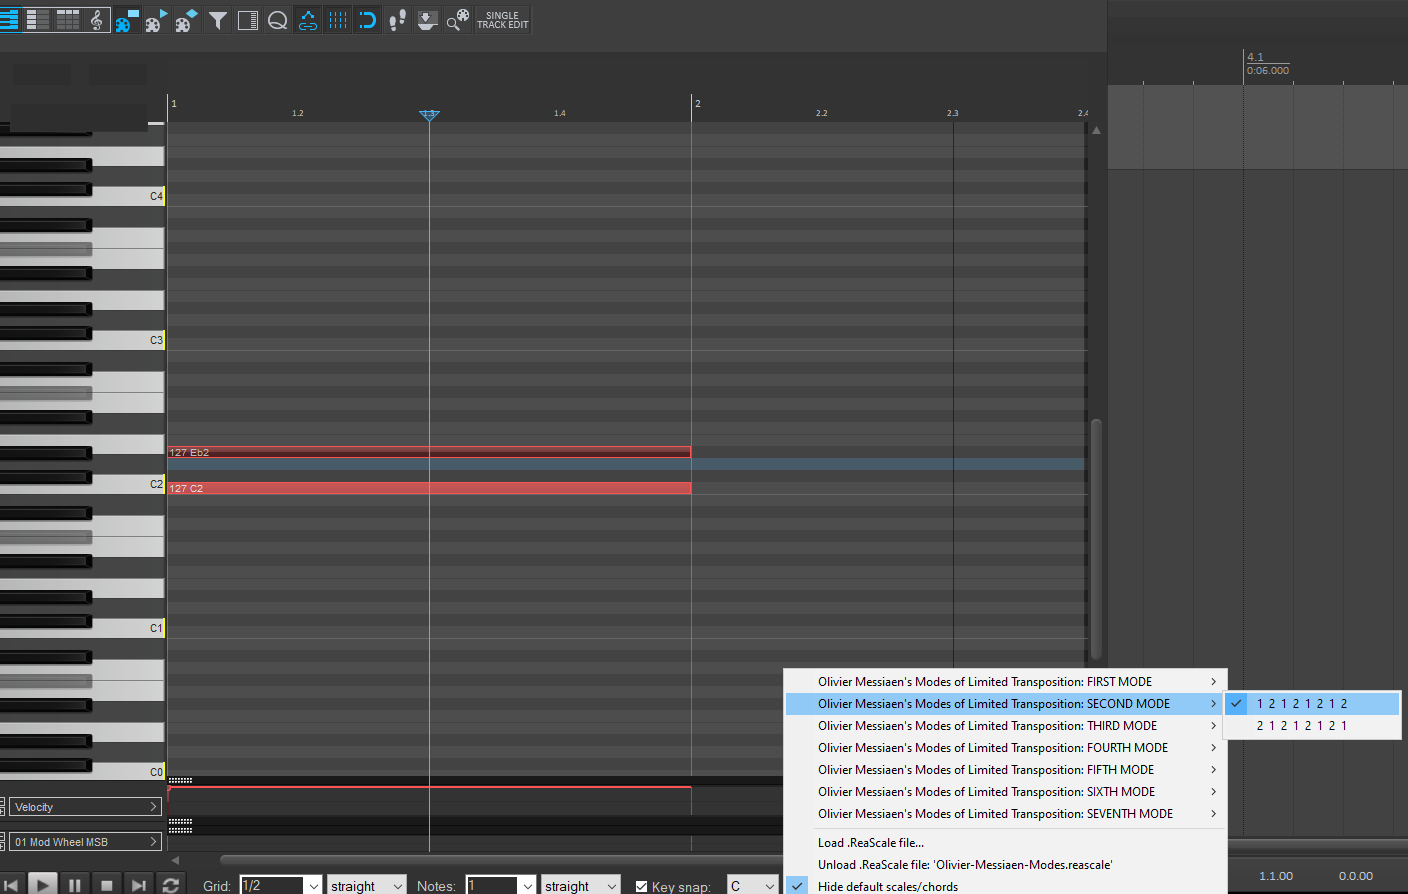 SINGLE
TRACK EDIT
4.1
0:06.000
1
2
1.2
1.3
1.4
2.2
2.3
2.4
C4
C3
127 Eb2
C2
127 C2
C1
C0
Olivier Messiaen's Modes of Limited Transposition: FIRST MODE
Olivier Messiaen's Modes of Limited Transposition: SECOND MODE
1 2 1 2 1 2 1 2
Olivier Messiaen's Modes of Limited Transposition: THIRD MODE
2 1 2 1 2 1 2 1
Olivier Messiaen's Modes of Limited Transposition: FOURTH MODE
Olivier Messiaen's Modes of Limited Transposition: FIFTH MODE
Olivier Messiaen's Modes of Limited Transposition: SIXTH MODE
Olivier Messiaen's Modes of Limited Transposition: SEVENTH MODE
Velocity
01 Mod Wheel MSB
Load .ReaScale file...
Unload .ReaScale file: 'Olivier-Messiaen-Modes.reascale'
Hide default scales/chords
Grid: 1/2 straight Notes: 1 straight Key snap: C
1.1.00 0.0.00